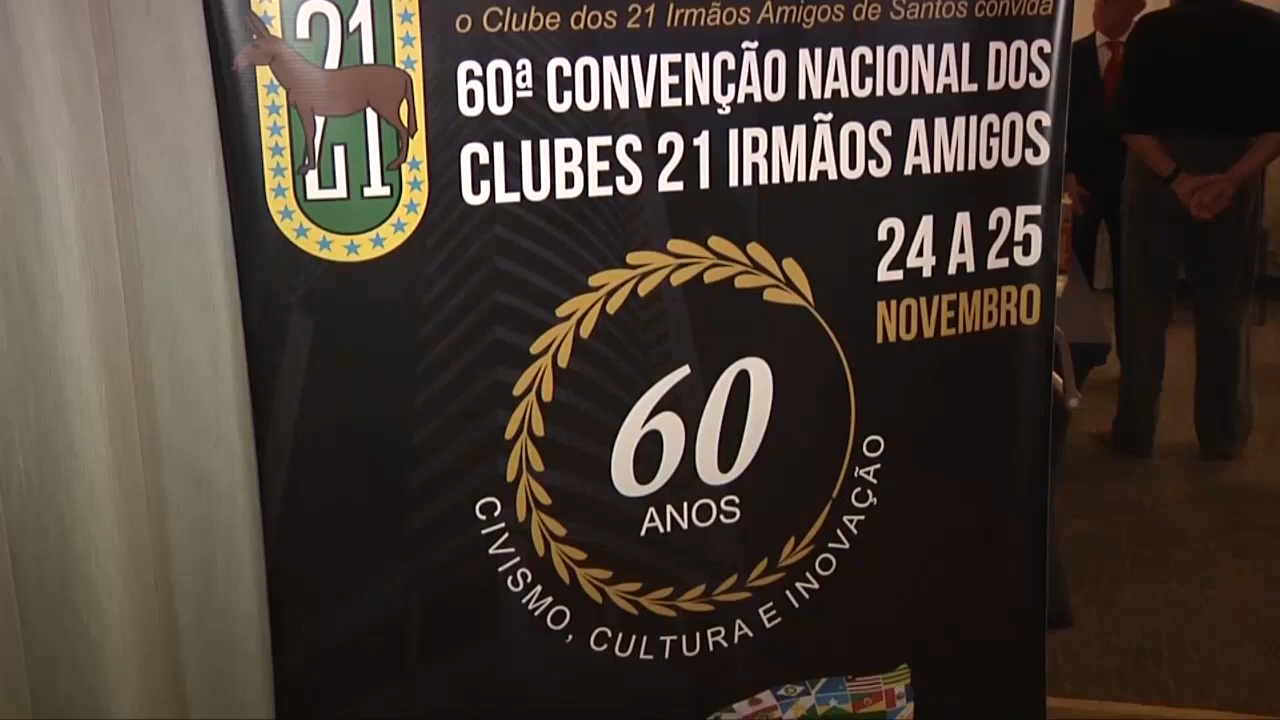 21
o Clube dos 21 Irmãos Amigos de Santos convida
60ª CONVENÇÃO NACIONAL DOS
CLUBES 21 IRMÃOS AMIGOS
24 A 25
NOVEMBRO
60
ANOS
CIVISMO, CULTURA E INOVAÇÃO